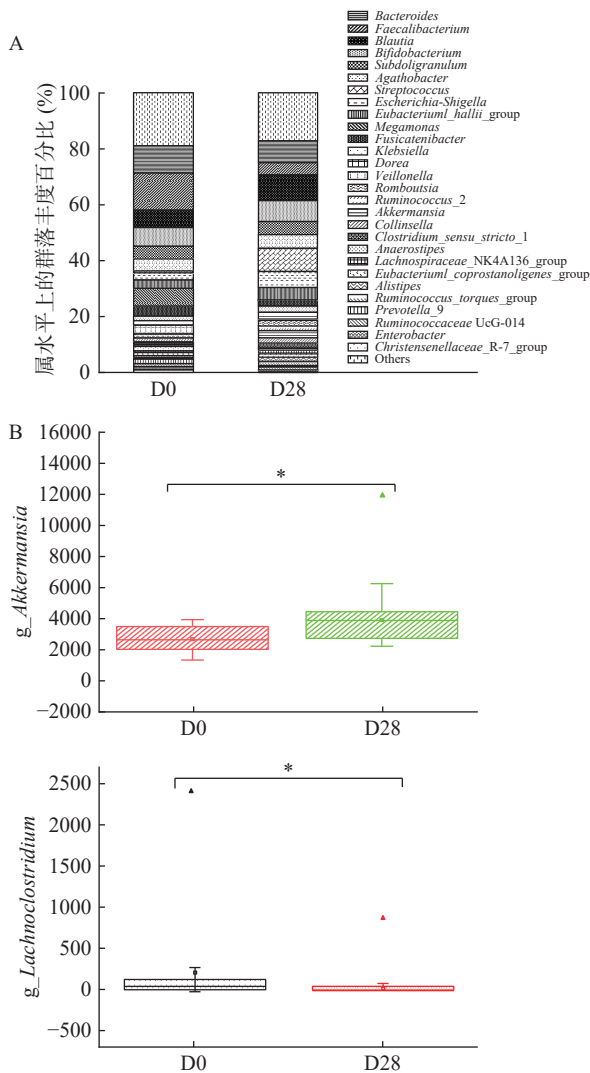 A
属水平上的群落丰度百分比 (%)
100
80
60
40
20
0
D0
D28
Bacteroides
Faecalibacterium
Blautia
Bifidobacterium
Subdoligranulum
Agathobacter
Streptococcus
Escherichia-Shigella
Eubacteriuml_hallii_group
Megamonas
Fusicatenibacter
Klebsiella
Dorea
Veillonella
Romboutsia
Ruminococcus_2
Akkermansia
Collinsella
Clostridium_sensu_stricto_1
Anaerostipes
Lachnospiraceae_NK4A136_group
Eubacteriuml_coprostanoligenes_group
Alistipes
Ruminococcus_torques_group
Prevotella_9
Ruminococcaceae UcG-014
Enterobacter
Christensenellaceae_R-7_group
Others
B
g_Akkermansia
16000
14000
12000
10000
8000
6000
4000
2000
0
−2000
*
D0
D28
g_Lachnoclostridium
2500
2000
1500
1000
500
0
−500
*
D0
D28